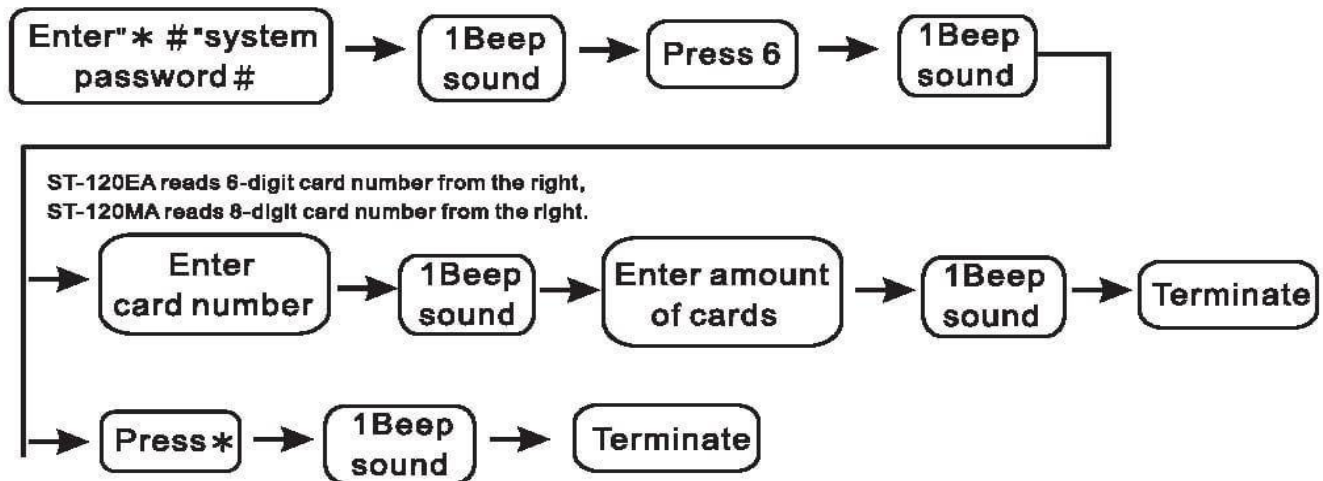 Enter"* #"system
password #
1Beep
sound
Press 6
1Beep
sound
ST-120EA reads 6-digit card number from the right,
ST-120MA reads 8-digit card number from the right.
Enter
card number
1Beep
sound
Enter amount
of cards
1Beep
sound
Terminate
Press *
1Beep
sound
Terminate